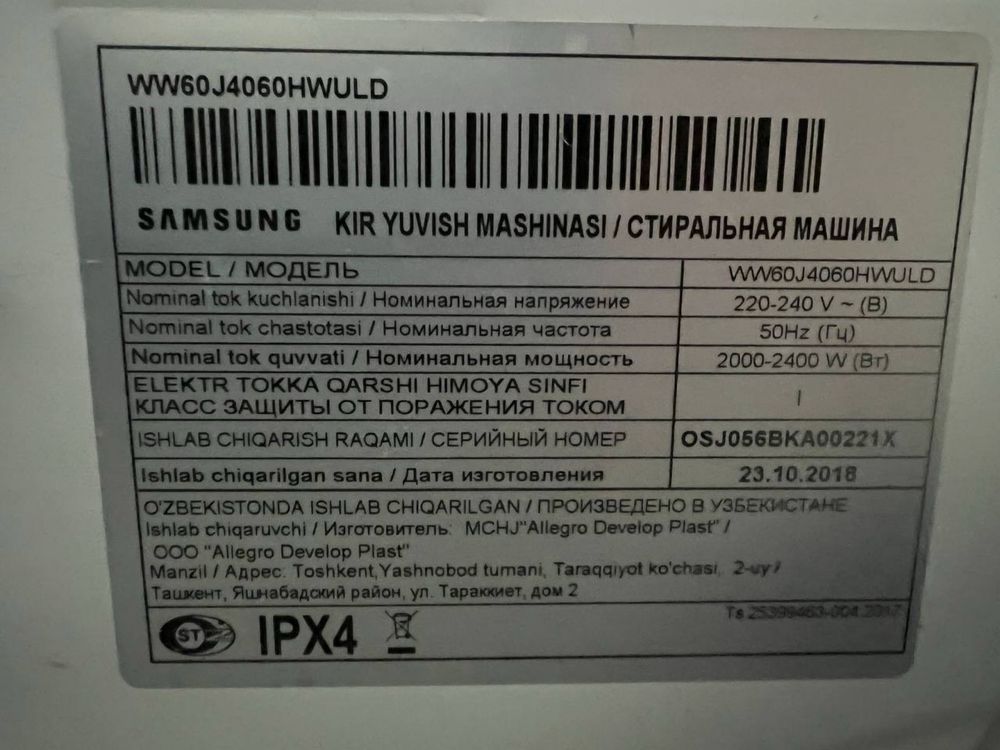 WW60J4060HWULD
SAMSUNG KIR YUVISH MASHINASI / СТИРАЛЬНАЯ МАШИНА
MODEL / МОДЕЛЬ WW60J4060HWULD
Nominal tok kuchlanishi / Номинальная напряжение 220-240 V ~ (В)
Nominal tok chastotasi / Номинальная частота 50Hz (Гц)
Nominal tok quvvati / Номинальная мощность 2000-2400 W (Вт)
ELEKTR TOKKA QARSHI HIMOYA SINFI
КЛАСС ЗАЩИТЫ ОТ ПОРАЖЕНИЯ ТОКОМ I
ISHLAB CHIQARISH RAQAMI / СЕРИЙНЫЙ НОМЕР OSJ056BKA00221X
Ishlab chiqarilgan sana / Дата изготовления 23.10.2018
O'ZBEKISTONDA ISHLAB CHIQARILGAN / ПРОИЗВЕДЕНО В УЗБЕКИСТАНЕ
Ishlab chiqaruvchi / Изготовитель: MCHJ"Allegro Develop Plast" /
ООО "Allegro Develop Plast"
Manzil / Адрес: Toshkent,Yashnobod tumani, Taraqqiyot ko'chasi, 2-uy /
Ташкент, Яшнабадский район, ул. Тараккиет, дом 2
Ts
ST IPX4